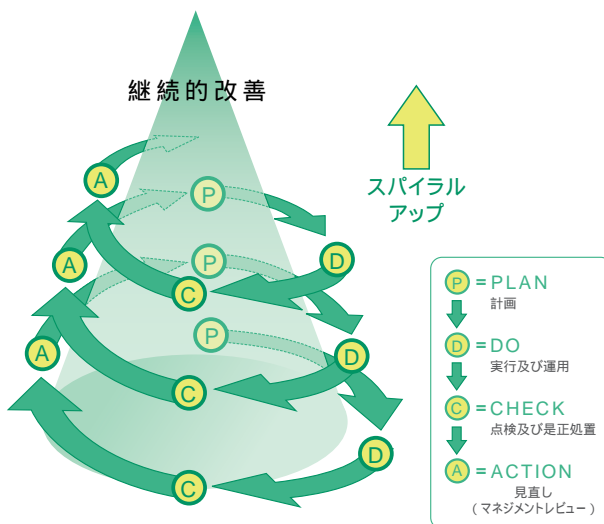 継続的改善
スパイラル
アップ
A
P
A
P
D
C
A
P
D
C
D
C
P = PLAN
計画
D = DO
実行及び運用
C = CHECK
点検及び是正処置
A = ACTION
見直し
(マネジメントレビュー)